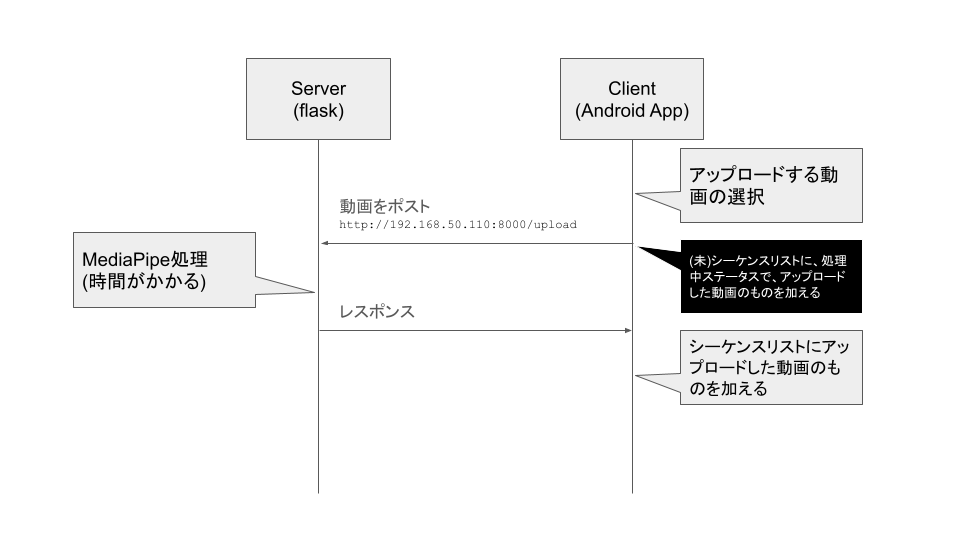 Server
(flask)
Client
(Android App)
アップロードする動
画の選択
動画をポスト
http://192.168.50.110:8000/upload
MediaPipe処理
(時間がかかる)
(未)シーケンスリストに、処理
中ステータスで、アップロード
した動画のものを加える
レスポンス
シーケンスリストにアッ
プロードした動画のも
のを加える